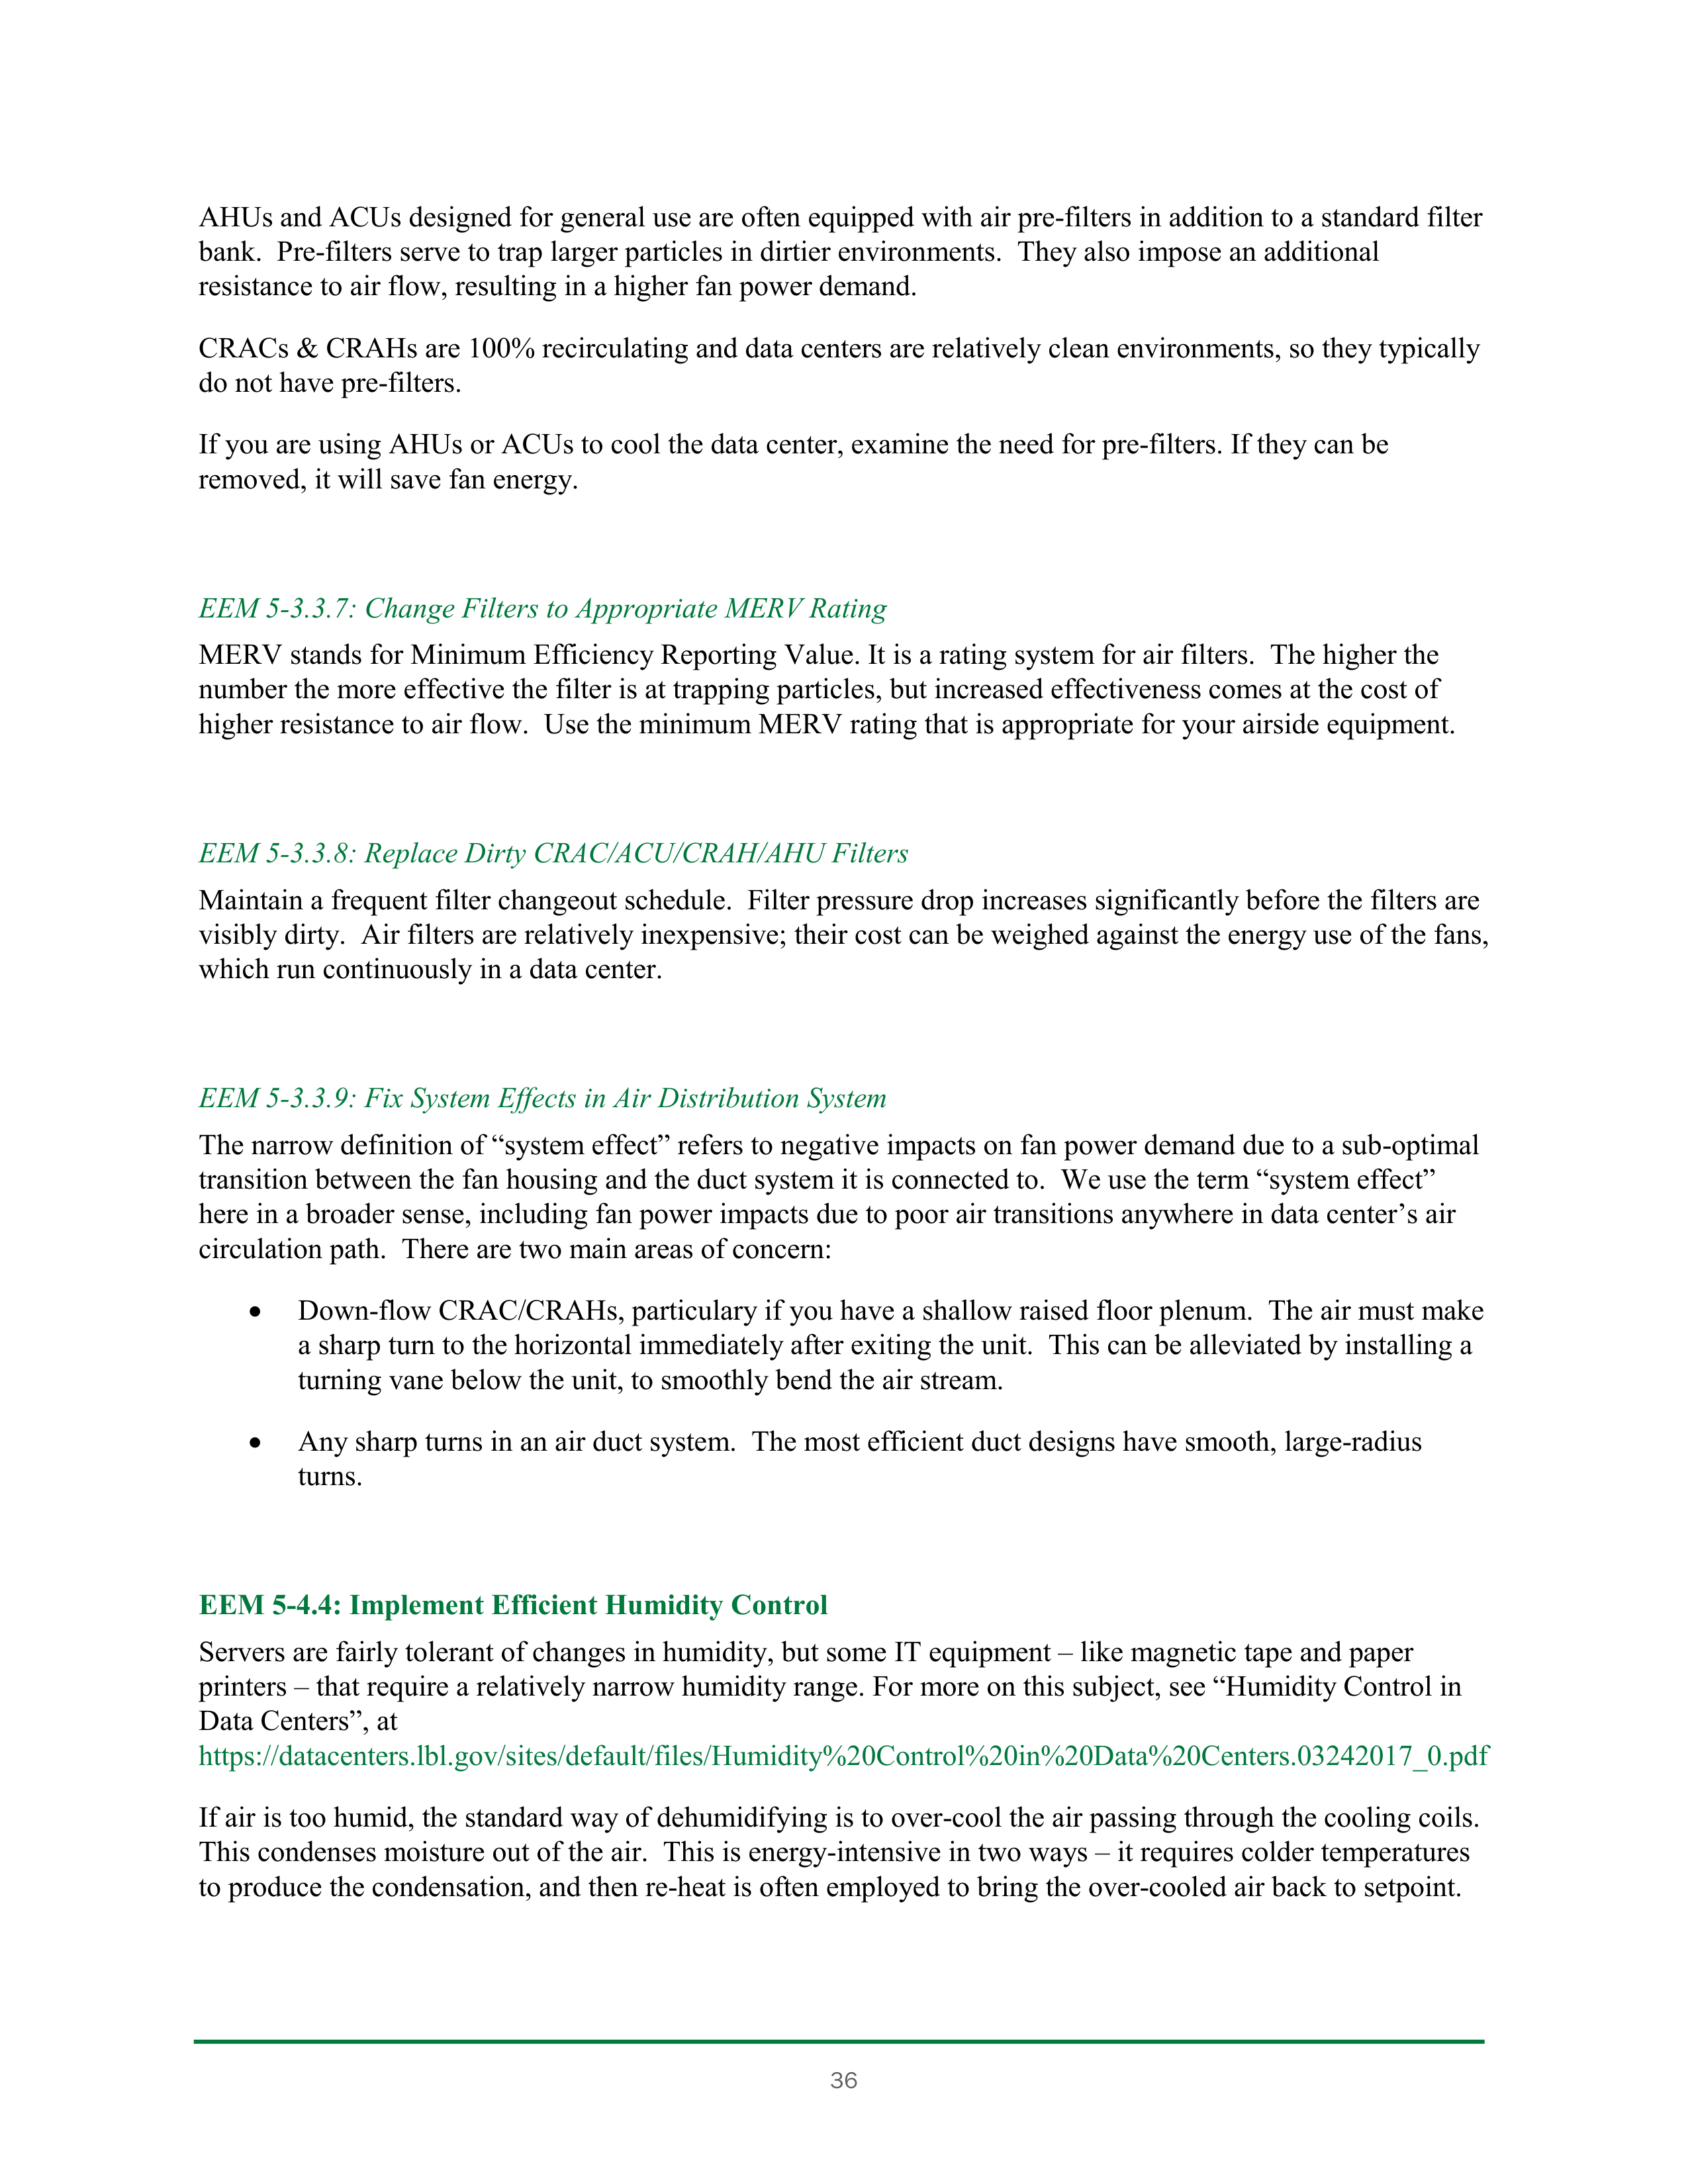 AHUs and ACUs designed for general use are often equipped with air pre-filters in addition to a standard filter
bank.  Pre-filters serve to trap larger particles in dirtier environments.  They also impose an additional
resistance to air flow, resulting in a higher fan power demand.
CRACs & CRAHs are 100% recirculating and data centers are relatively clean environments, so they typically
do not have pre-filters.
If you are using AHUs or ACUs to cool the data center, examine the need for pre-filters. If they can be
removed, it will save fan energy.
EEM 5-3.3.7: Change Filters to Appropriate MERV Rating
MERV stands for Minimum Efficiency Reporting Value. It is a rating system for air filters.  The higher the
number the more effective the filter is at trapping particles, but increased effectiveness comes at the cost of
higher resistance to air flow.  Use the minimum MERV rating that is appropriate for your airside equipment.
EEM 5-3.3.8: Replace Dirty CRAC/ACU/CRAH/AHU Filters
Maintain a frequent filter changeout schedule.  Filter pressure drop increases significantly before the filters are
visibly dirty.  Air filters are relatively inexpensive; their cost can be weighed against the energy use of the fans,
which run continuously in a data center.
EEM 5-3.3.9: Fix System Effects in Air Distribution System
The narrow definition of “system effect” refers to negative impacts on fan power demand due to a sub-optimal
transition between the fan housing and the duct system it is connected to.  We use the term “system effect”
here in a broader sense, including fan power impacts due to poor air transitions anywhere in data center’s air
circulation path.  There are two main areas of concern:
• Down-flow CRAC/CRAHs, particulary if you have a shallow raised floor plenum.  The air must make
a sharp turn to the horizontal immediately after exiting the unit.  This can be alleviated by installing a
turning vane below the unit, to smoothly bend the air stream.
• Any sharp turns in an air duct system.  The most efficient duct designs have smooth, large-radius
turns.
EEM 5-4.4: Implement Efficient Humidity Control
Servers are fairly tolerant of changes in humidity, but some IT equipment – like magnetic tape and paper
printers – that require a relatively narrow humidity range. For more on this subject, see “Humidity Control in
Data Centers”, at
https://datacenters.lbl.gov/sites/default/files/Humidity%20Control%20in%20Data%20Centers.03242017_0.pdf
If air is too humid, the standard way of dehumidifying is to over-cool the air passing through the cooling coils.
This condenses moisture out of the air.  This is energy-intensive in two ways – it requires colder temperatures
to produce the condensation, and then re-heat is often employed to bring the over-cooled air back to setpoint.
36